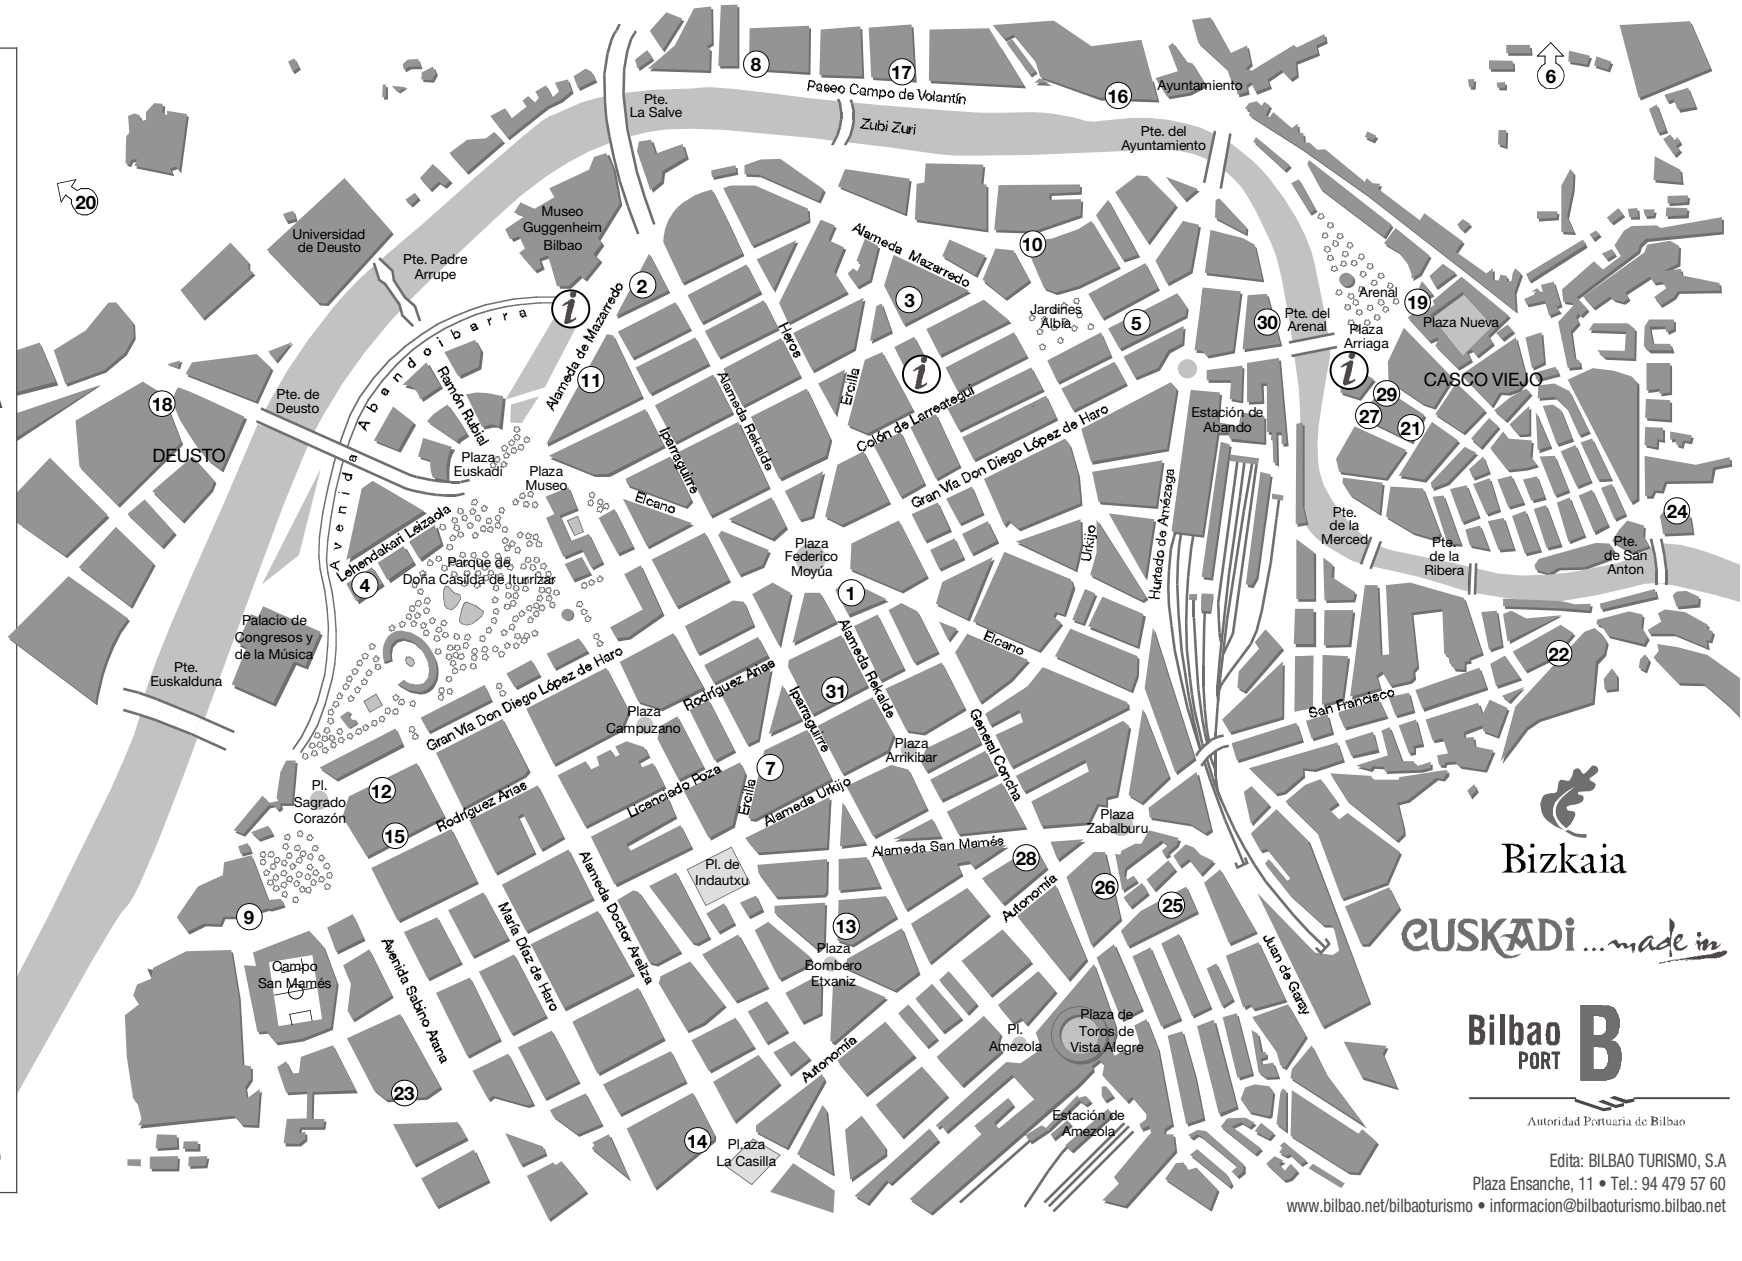 8
17
Paseo Campo de Volantín
16
Ayuntamiento
6
Pte.
La Salve
Zubi Zuri
Pte. del
Ayuntamiento
20
Universidad
de Deusto
Museo
Guggenheim
Bilbao
Pte. Padre
Arrupe
Alameda Mazarredo
10
2
3
i
Alameda de Mazarredo
Avenida Abandoibarra
Jardines
Albia
5
30
Pte. del
Arenal
Arenal
19
Plaza Nueva
Plaza
Arriaga
i
Heros
Ercilla
i
11
Ramón Rubial
Alameda Rekalde
CASCO VIEJO
29
27
21
18
Pte. de
Deusto
Colón de Larreategui
Gran Vía Don Diego López de Haro
Estación de
Abando
DEUSTO
Plaza
Euskadi
Plaza
Museo
Iparraguirre
Elcano
Hurtado de Amézaga
Lehendakari Leizaola
24
Pte.
de la
Merced
Pte.
de la
Ribera
Pte.
de San
Anton
Urkijo
Plaza
Federico
Moyúa
Parque de
Doña Casilda de Iturrizar
4
1
Palacio de
Congresos y
de la Música
Elcano
22
Pte.
Euskalduna
Gran Vía Don Diego López de Haro
Rodríguez Arias
Alameda Rekalde
31
Iparraguirre
San Francisco
Plaza
Campuzano
General Concha
Plaza
Arrikibar
7
Licenciado Poza
Ercilla
Alameda Urkijo
Pl.
Sagrado
Corazón
12
15
Rodríguez Arias
Plaza
Zabalburu
Alameda San Mamés
28
Pl. de
Indautxu
26
25
Autonomía
Alameda Doctor Areilza
9
María Díaz de Haro
13
Plaza
Bombero
Etxaniz
Juan de Garay
Campo
San Mamés
Avenida Sabino Arana
Pl.
Amezola
Plaza de
Toros de
Vista Alegre
Autonomía
23
Estación de
Amezola
14
Pl.aza
La Casilla
Bizkaia
EUSKADI ...made in
Bilbao
PORT
B
Autoridad Portuaria de Bilbao
Edita: BILBAO TURISMO, S.A
Plaza Ensanche, 11 • Tel.: 94 479 57 60
www.bilbao.net/bilbaoturismo • informacion@bilbaoturismo.bilbao.net